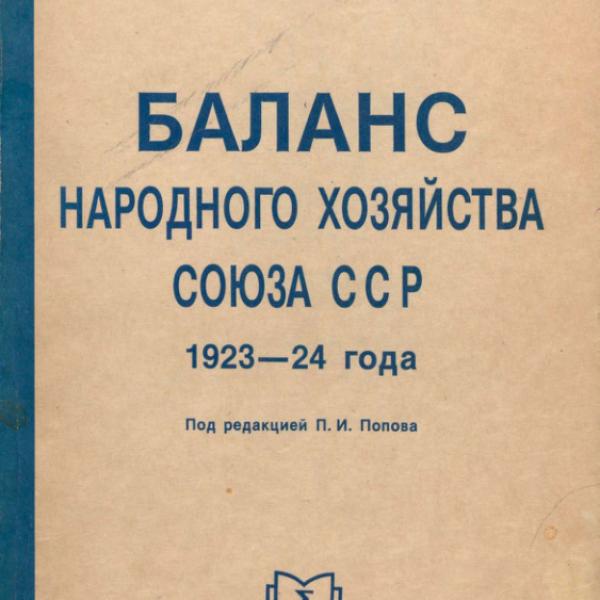 БАЛАНС
НАРОДНОГО ХОЗЯЙСТВА
СОЮЗА ССР
1923—24 года
Под редакцией П. И. Попова